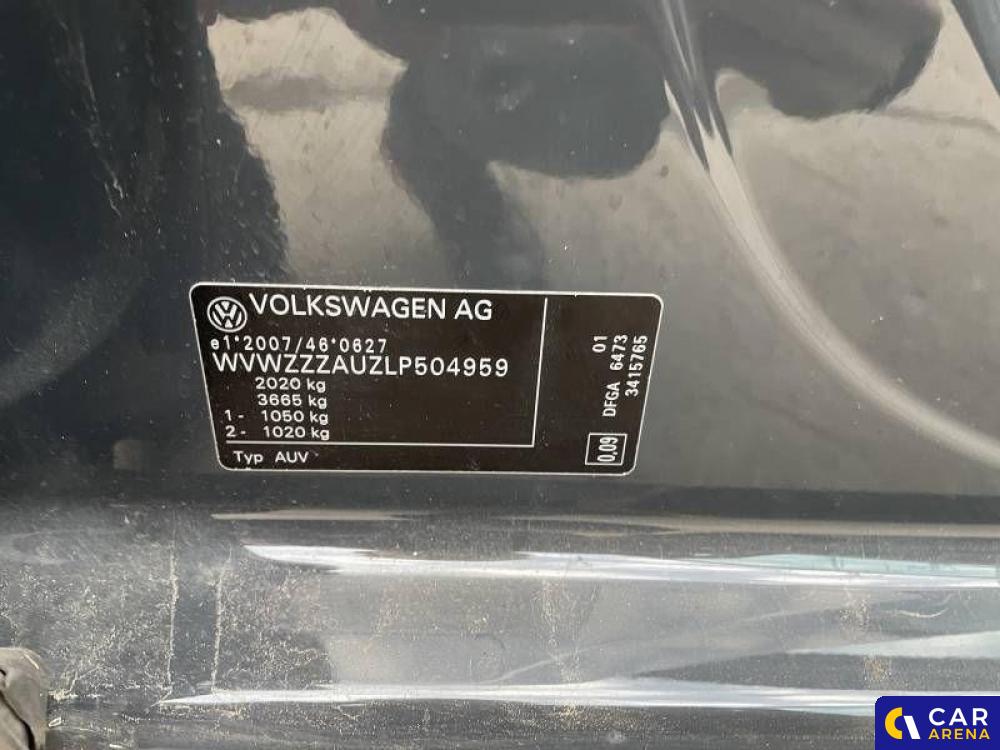 VOLKSWAGEN AG
e1*2007/46*0627
WVWZZZAUZLP504959
2020 kg
3665 kg
1- 1050 kg
2- 1020 kg
Typ AUV
01
DFGA 6473
3415765
0,09
CAR
ARENA